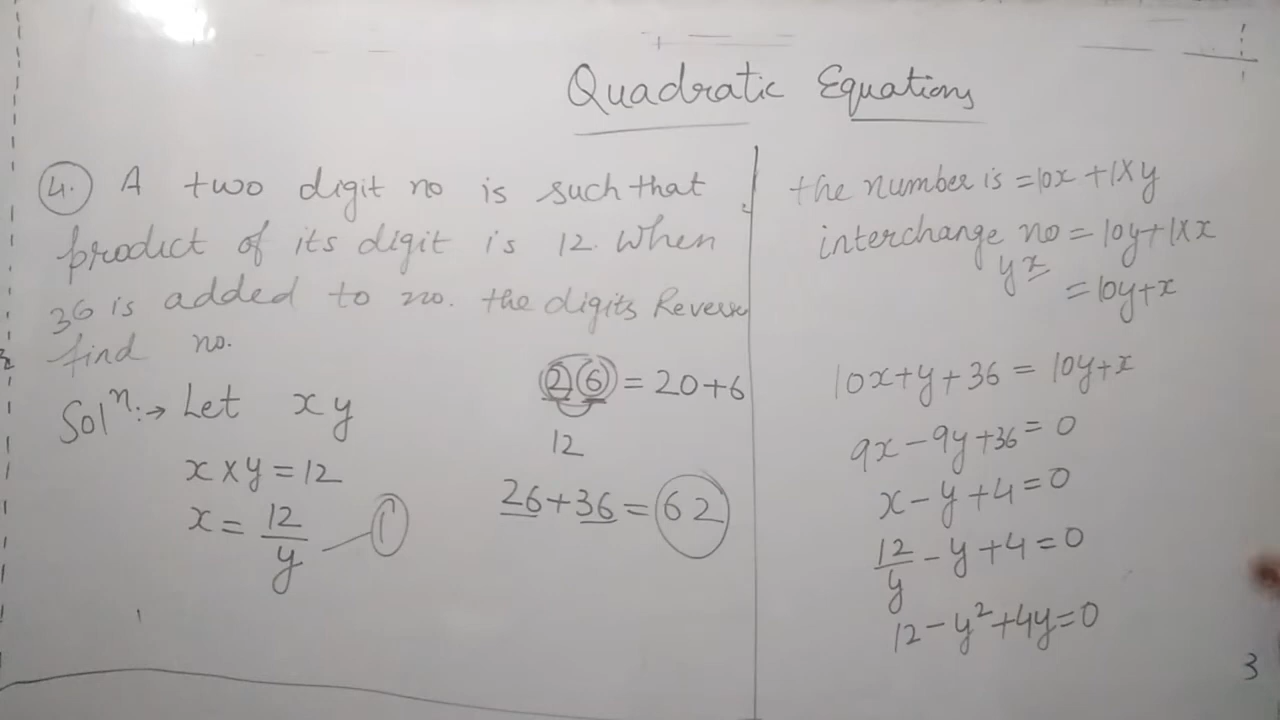 Quadratic Equations
4. A two digit no is such that
product of its digit is 12. When
36 is added to no. the digits Reverse
find no.
Solⁿ:→ Let xy
x×y=12
x=12/y — 1
26=20+6
12
26+36=62
the number is =10x+1×y
interchange no=10y+1×x
yx
=10y+x
10x+y+36=10y+x
9x-9y+36=0
x-y+4=0
12/y-y+4=0
12-y²+4y=0
3